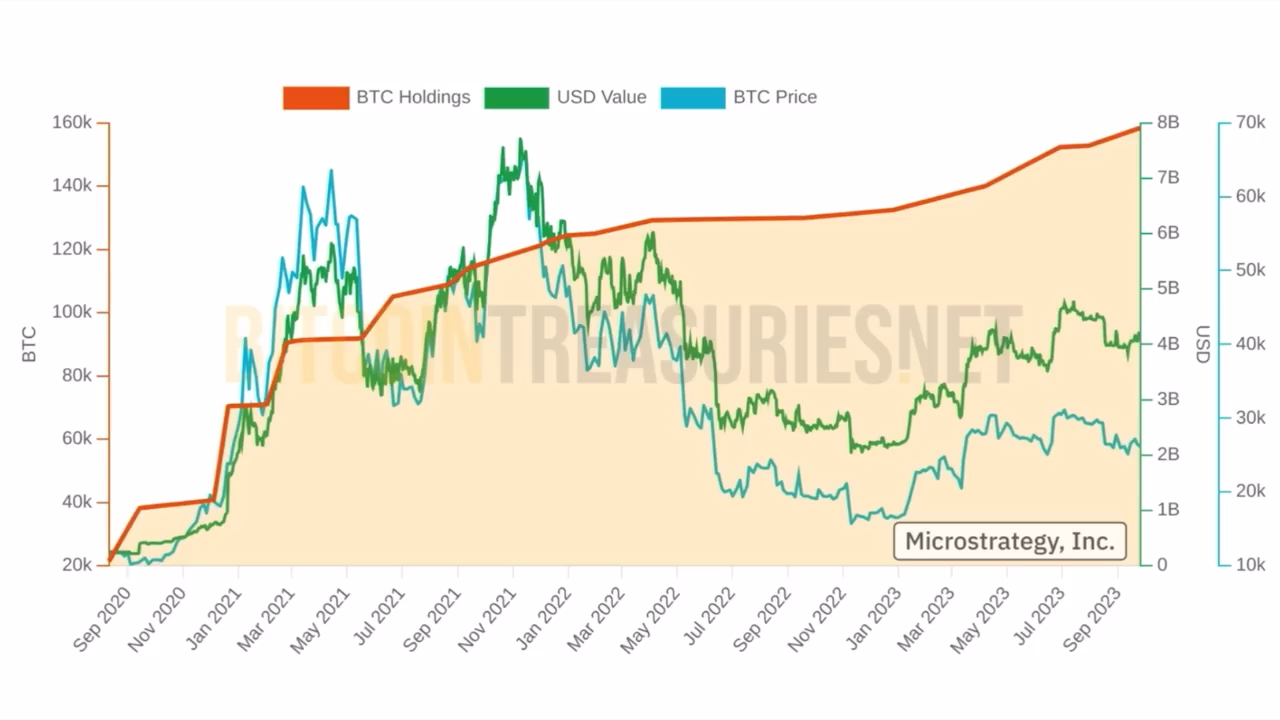 BTC Holdings USD Value BTC Price
160k 8B 70k
140k 7B 60k
120k 6B 50k
100k 5B
BITCOINTREASURIES.NET
BTC USD
80k 4B 40k
60k 3B 30k
40k 2B 20k
1B
Microstrategy, Inc.
20k 0 10k
Sep 2020 Nov 2020 Jan 2021 Mar 2021 May 2021 Jul 2021 Sep 2021 Nov 2021 Jan 2022 Mar 2022 May 2022 Jul 2022 Sep 2022 Nov 2022 Jan 2023 Mar 2023 May 2023 Jul 2023 Sep 2023